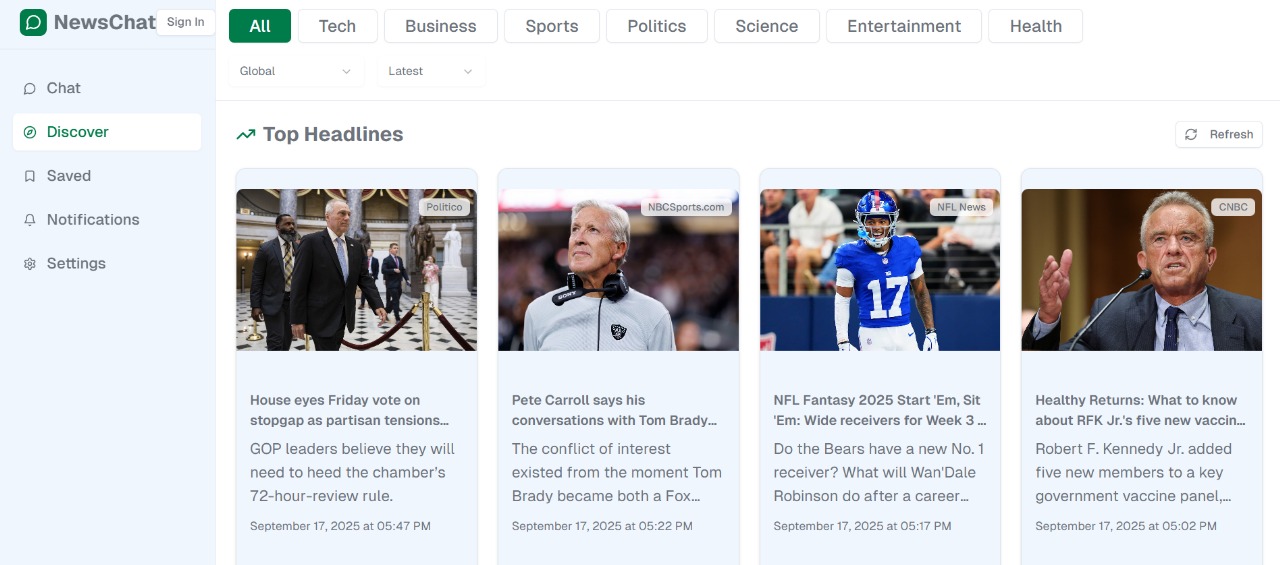 NewsChat
Sign In
Chat
Discover
Saved
Notifications
Settings
All
Tech
Business
Sports
Politics
Science
Entertainment
Health
Global
Latest
Top Headlines
Refresh
Politico
House eyes Friday vote on
stopgap as partisan tensions...
GOP leaders believe they will
need to heed the chamber's
72-hour-review rule.
September 17, 2025 at 05:47 PM
NBCSports.com
SONY
Pete Carroll says his
conversations with Tom Brady...
The conflict of interest
existed from the moment Tom
Brady became both a Fox...
September 17, 2025 at 05:22 PM
NFL News
17
NFL Fantasy 2025 Start 'Em, Sit
'Em: Wide receivers for Week 3 ...
Do the Bears have a new No. 1
receiver? What will Wan'Dale
Robinson do after a career...
September 17, 2025 at 05:17 PM
CNBC
Healthy Returns: What to know
about RFK Jr.'s five new vaccin...
Robert F. Kennedy Jr. added
five new members to a key
government vaccine panel,...
September 17, 2025 at 05:02 PM